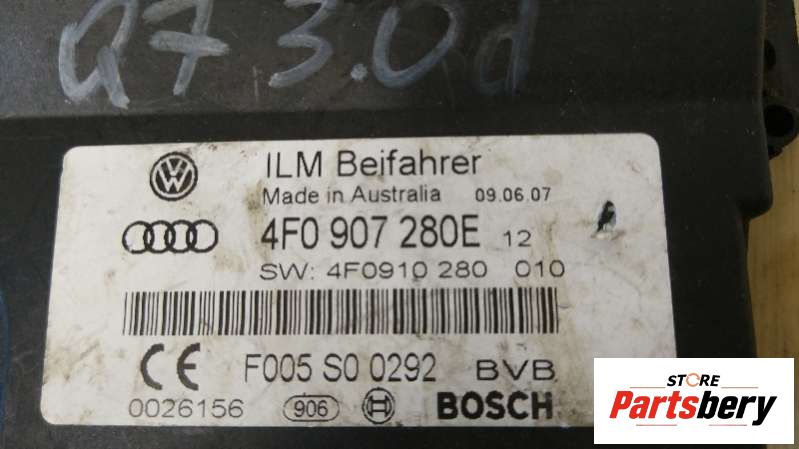 Q7 3.0d
ILM Beifahrer
Made in Australia 09.06.07
4F0 907 280E 12
SW: 4F0910 280 010
F005 S0 0292 BVB
0026156 906 BOSCH
STORE
Partsbery